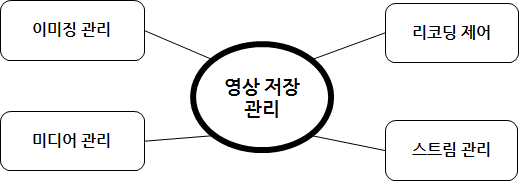 이미징 관리
리코딩 제어
영상 저장
관리
미디어 관리
스트림 관리